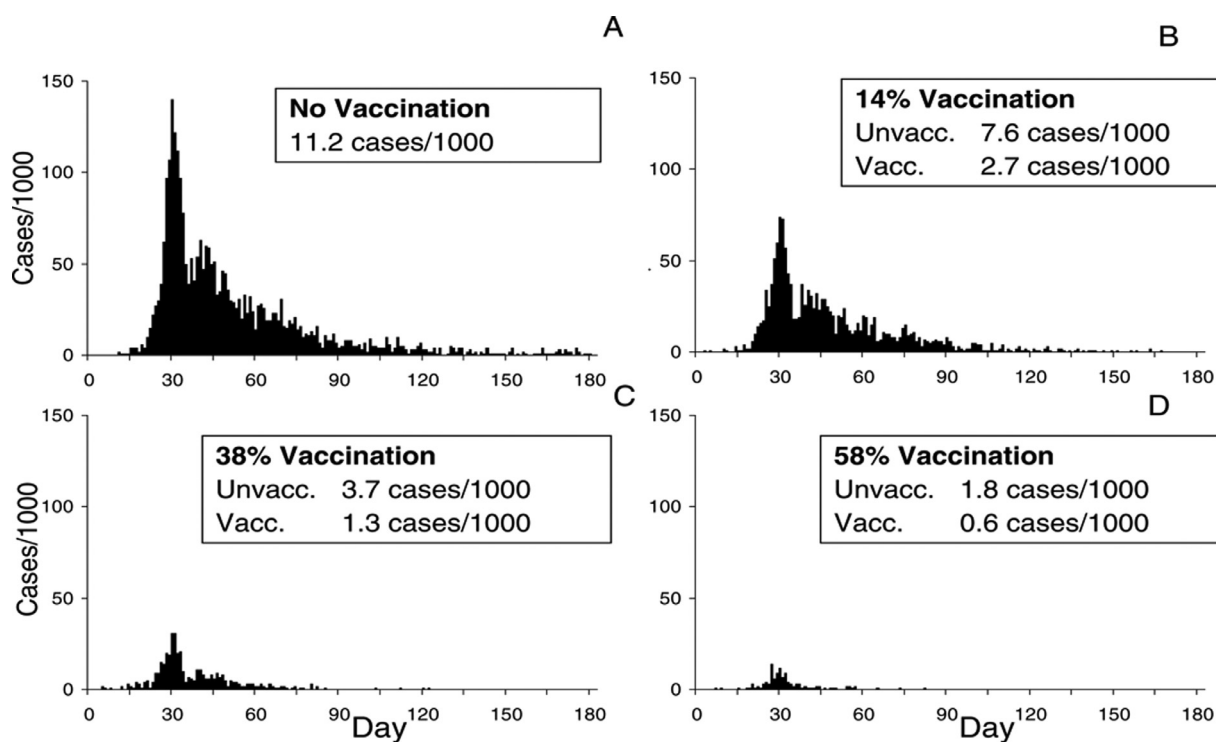 A
No Vaccination
11.2 cases/1000
Cases/1000
150
100
50
0
0 30 60 90 120 150 180
B
14% Vaccination
Unvacc. 7.6 cases/1000
Vacc. 2.7 cases/1000
150
100
50
0
0 30 60 90 120 150 180
C
38% Vaccination
Unvacc. 3.7 cases/1000
Vacc. 1.3 cases/1000
Cases/1000
150
100
50
0
0 30 60 90 120 150 180
Day
D
58% Vaccination
Unvacc. 1.8 cases/1000
Vacc. 0.6 cases/1000
150
100
50
0
0 30 60 90 120 150 180
Day